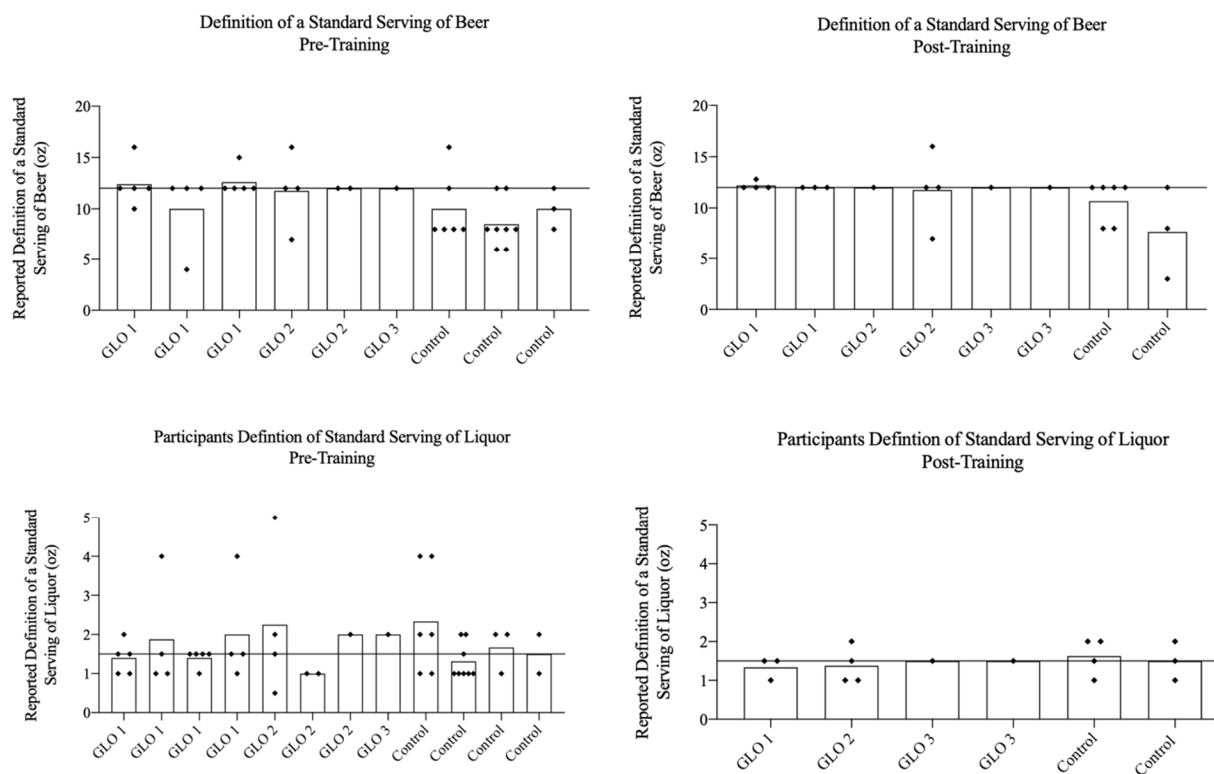 Definition of a Standard Serving of Beer
Pre-Training
Reported Definition of a Standard
Serving of Beer (oz)
20
15
10
5
0
GLO 1
GLO 1
GLO 1
GLO 2
GLO 2
GLO 3
Control
Control
Control
Definition of a Standard Serving of Beer
Post-Training
Reported Definition of a Standard
Serving of Beer (oz)
20
15
10
5
0
GLO 1
GLO 1
GLO 2
GLO 2
GLO 3
GLO 3
Control
Control
Participants Defintion of Standard Serving of Liquor
Pre-Training
Reported Definition of a Standard
Serving of Liquor (oz)
5
4
3
2
1
0
GLO 1
GLO 1
GLO 1
GLO 1
GLO 2
GLO 2
GLO 2
GLO 3
Control
Control
Control
Control
Participants Defintion of Standard Serving of Liquor
Post-Training
Reported Definition of a Standard
Serving of Liquor (oz)
5
4
3
2
1
0
GLO 1
GLO 2
GLO 3
GLO 3
Control
Control